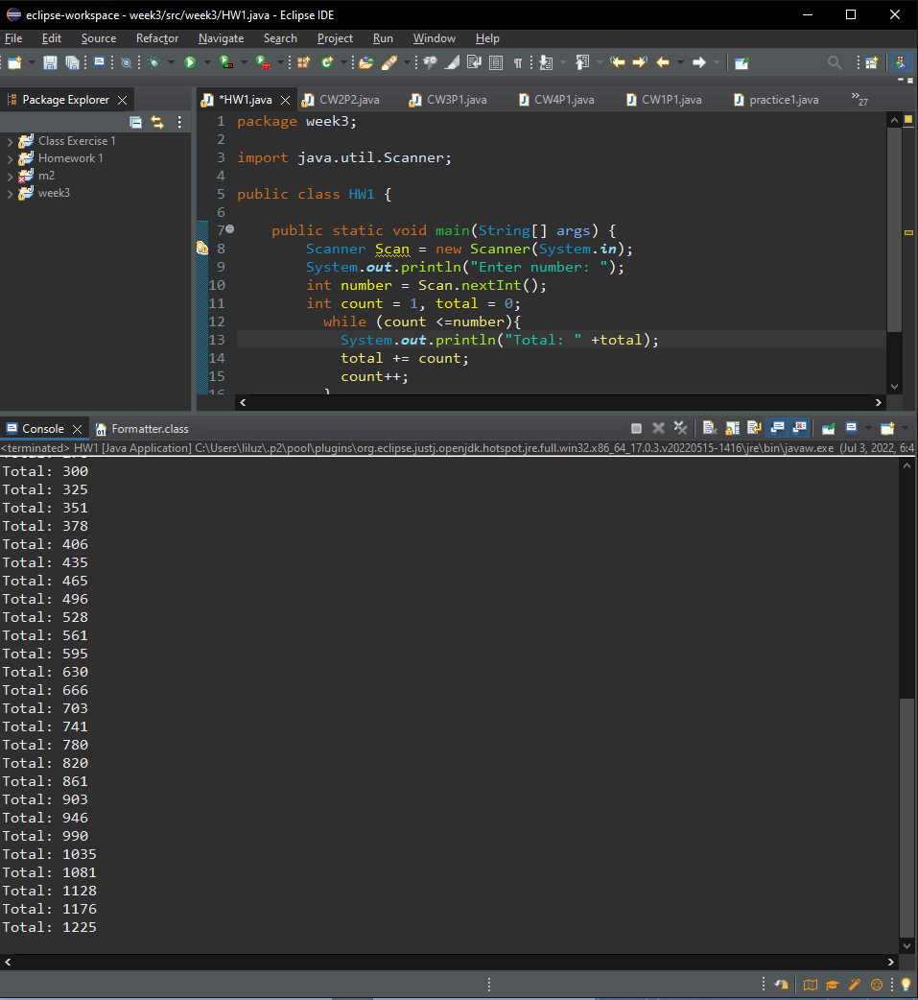 eclipse-workspace - week3/src/week3/HW1.java - Eclipse IDE
File Edit Source Refactor Navigate Search Project Run Window Help
Package Explorer
Class Exercise 1
Homework 1
m2
week3
*HW1.java CW2P2.java CW3P1.java CW4P1.java CW1P1.java practice1.java »27
1 package week3;
2
3 import java.util.Scanner;
4
5 public class HW1 {
6
7 public static void main(String[] args) {
8 Scanner Scan = new Scanner(System.in);
9 System.out.println("Enter number: ");
10 int number = Scan.nextInt();
11 int count = 1, total = 0;
12 while (count <=number){
13 System.out.println("Total: " +total);
14 total += count;
15 count++;
16 }
Console Formatter.class
<terminated> HW1 [Java Application] C:\Users\liluz\.p2\pool\plugins\org.eclipse.justj.openjdk.hotspot.jre.full.win32.x86_64_17.0.3.v20220515-1416\jre\bin\javaw.exe (Jul 3, 2022, 6:4
Total: 300
Total: 325
Total: 351
Total: 378
Total: 406
Total: 435
Total: 465
Total: 496
Total: 528
Total: 561
Total: 595
Total: 630
Total: 666
Total: 703
Total: 741
Total: 780
Total: 820
Total: 861
Total: 903
Total: 946
Total: 990
Total: 1035
Total: 1081
Total: 1128
Total: 1176
Total: 1225